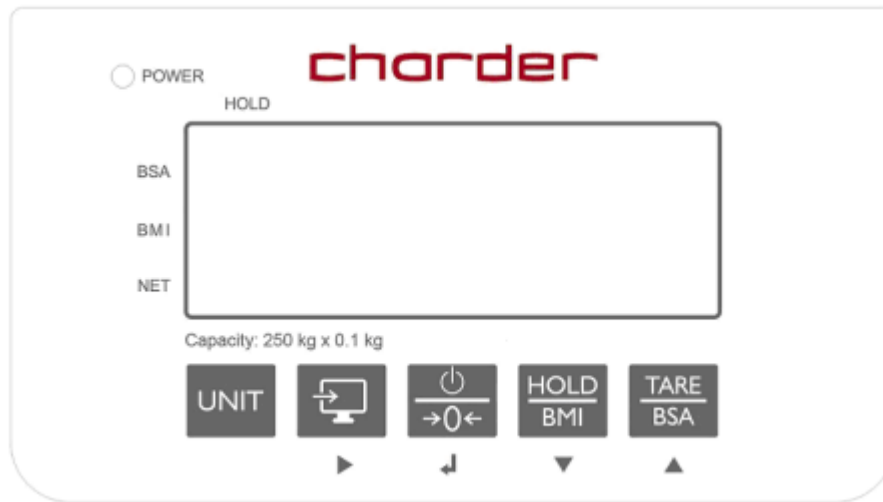 charder
POWER
HOLD
BSA
BMI
NET
Capacity: 250 kg x 0.1 kg
UNIT
→0←
HOLD
BMI
TARE
BSA